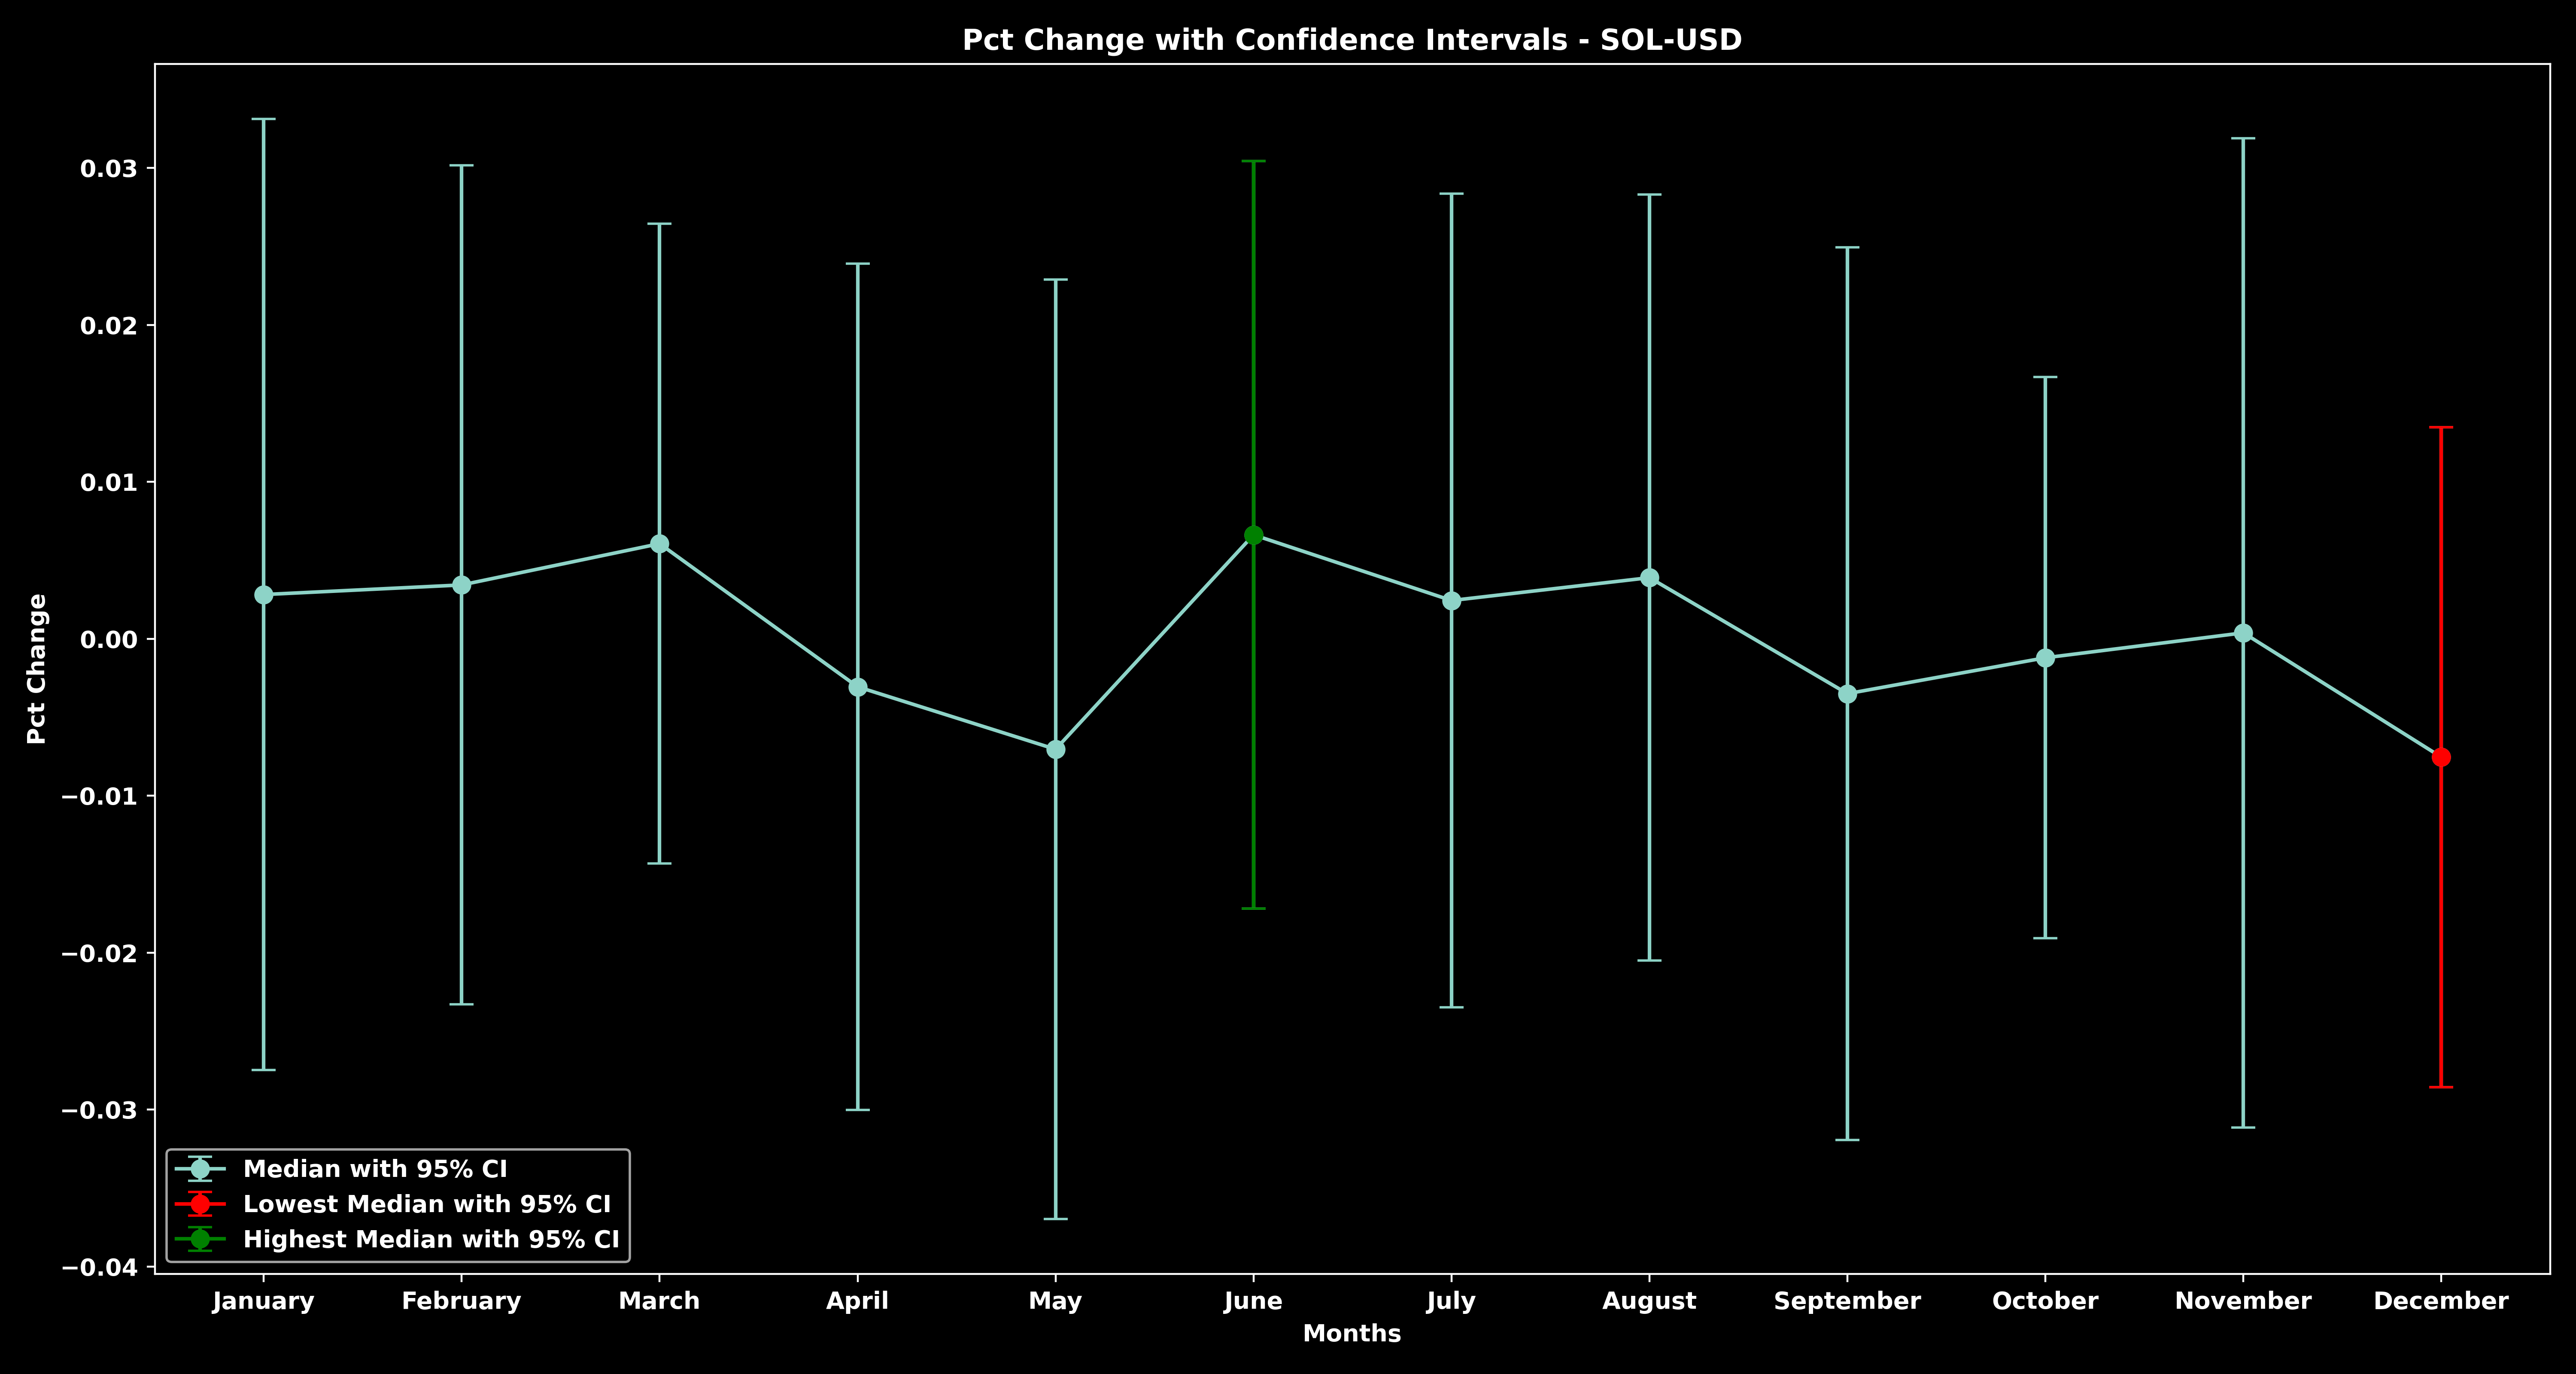 Pct Change with Confidence Intervals - SOL-USD
Pct Change
0.03
0.02
0.01
0.00
−0.01
−0.02
−0.03
−0.04
Median with 95% CI
Lowest Median with 95% CI
Highest Median with 95% CI
January February March April May June July August September October November December
Months